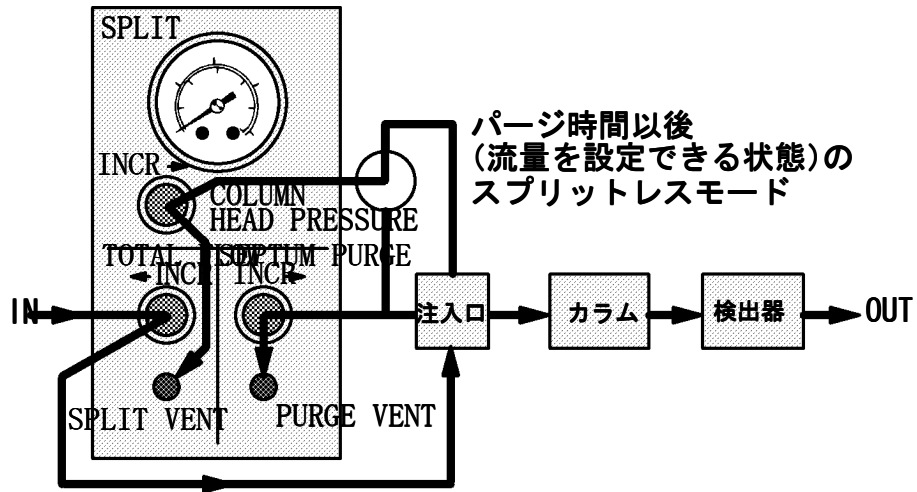 SPLIT
パージ時間以後
(流量を設定できる状態)の
スプリットレスモード
INCR
COLUMN
HEAD PRESSURE
TOTAL FLOW
SEPTUM PURGE
INCR
INCR
IN
注入口
カラム
検出器
OUT
SPLIT VENT
PURGE VENT